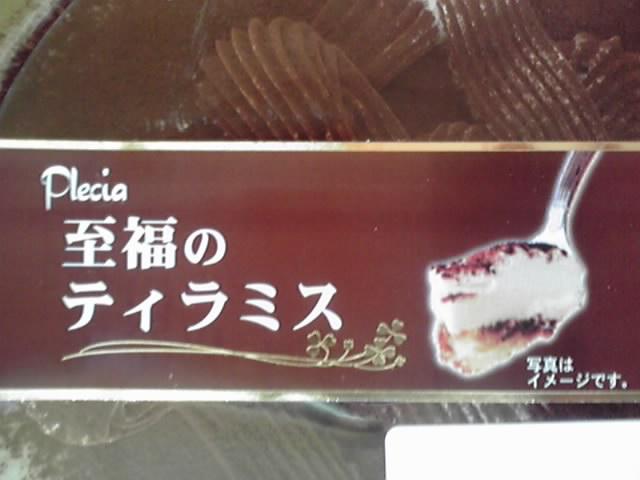 Plecia
至福の
ティラミス
写真は
イメージです。